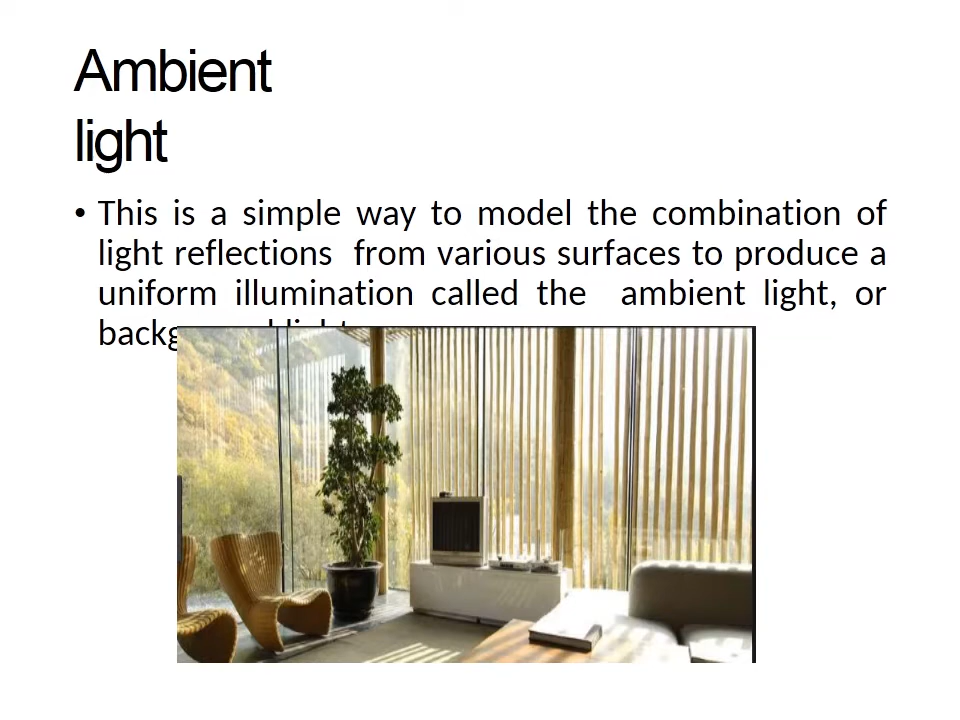 Ambient
light
• This is a simple way to model the combination of
light reflections from various surfaces to produce a
uniform illumination called the ambient light, or